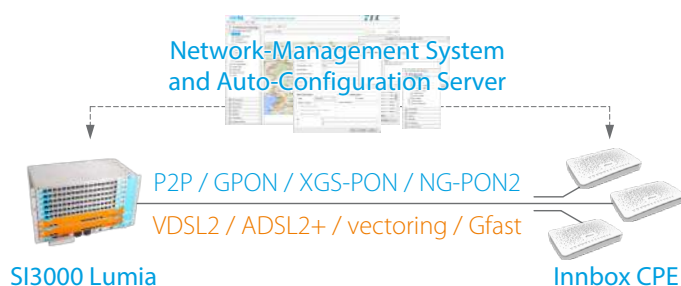 Network-Management System
and Auto-Configuration Server
P2P / GPON / XGS-PON / NG-PON2
VDSL2 / ADSL2+ / vectoring / Gfast
SI3000 Lumia
Innbox CPE